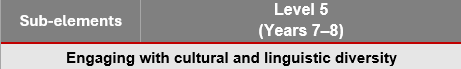 Sub-elements
Level 5
(Years 7–8)
Engaging with cultural and linguistic diversity